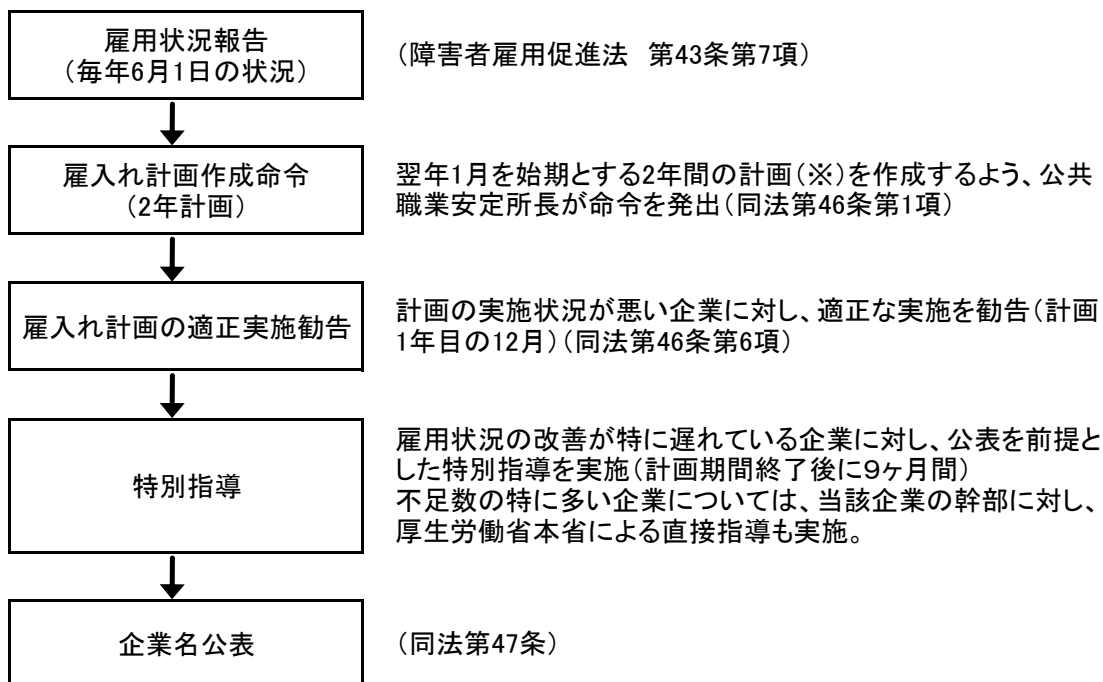 雇用状況報告
（毎年6月1日の状況）
（障害者雇用促進法　第43条第7項）
雇入れ計画作成命令
（2年計画）
翌年1月を始期とする2年間の計画（※）を作成するよう、公共
職業安定所長が命令を発出（同法第46条第1項）
雇入れ計画の適正実施勧告
計画の実施状況が悪い企業に対し、適正な実施を勧告（計画
1年目の12月）（同法第46条第6項）
特別指導
雇用状況の改善が特に遅れている企業に対し、公表を前提と
した特別指導を実施（計画期間終了後に９ヶ月間）
不足数の特に多い企業については、当該企業の幹部に対し、
厚生労働省本省による直接指導も実施。
企業名公表
（同法第47条）